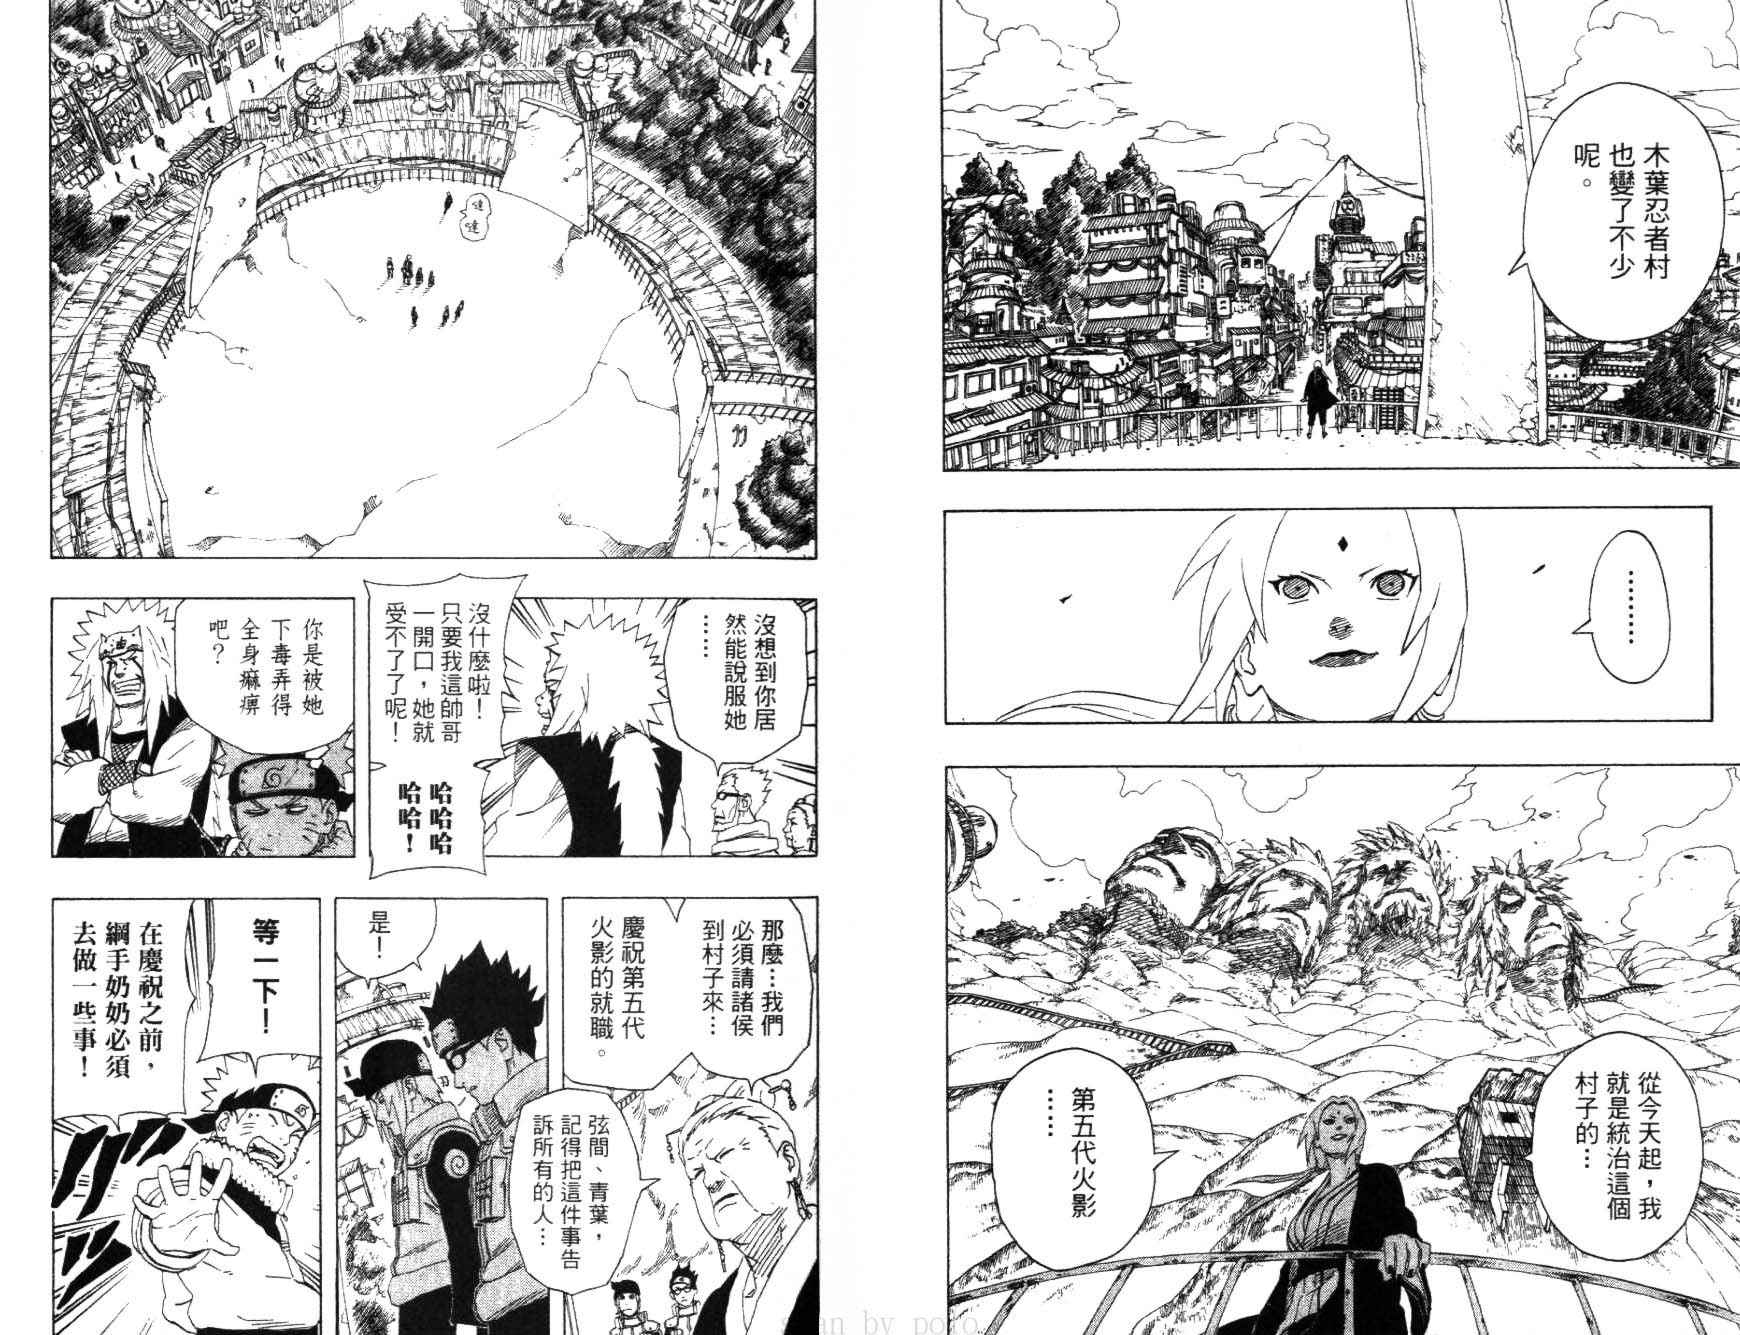 木葉忍者村
也變了不少
呢。
………
從今天起，我
就是統治這個
村子的…
第五代火影
……
噠
噠
沒想到你居
然能說服她
……
沒什麼啦！
只要我這帥哥
一開口，她就
受不了了呢！
哈哈哈
哈哈！
你是被她
下毒弄得
全身痲痹
吧？
那麼…我們
必須請諸侯
到村子來…
慶祝第五代
火影的就職。
弦間、青葉，
記得把這件事告
訴所有的人…
是！
等一下！
在慶祝之前，
綱手奶奶必須
去做一些事！
scan by polo